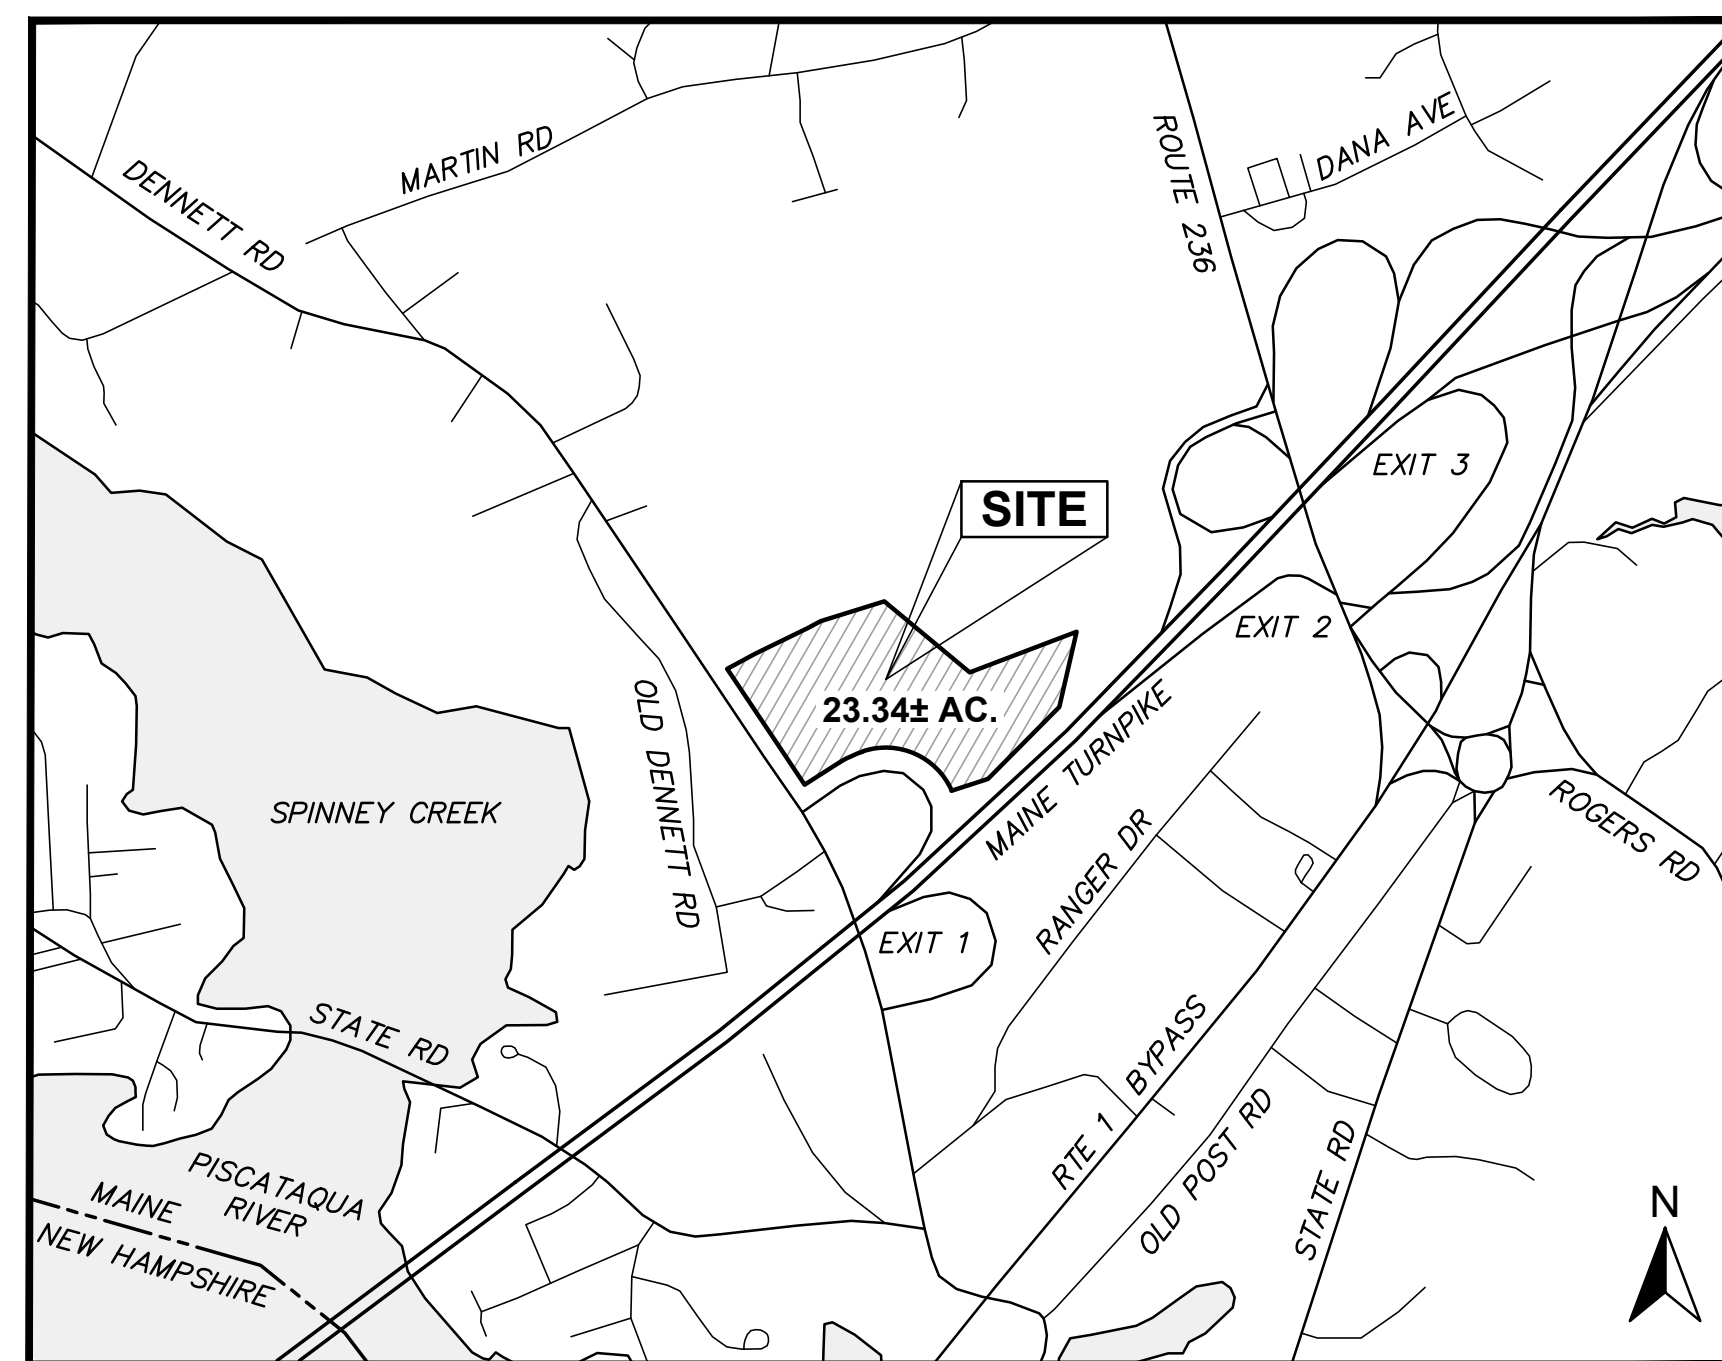 MARTIN RD
DENNETT RD
ROUTE 236
DANA AVE
EXIT 3
SITE
EXIT 2
23.34± AC.
OLD DENNETT RD
MAINE TURNPIKE
SPINNEY CREEK
RANGER DR
ROGERS RD
EXIT 1
STATE RD
RTE 1 BYPASS
OLD POST RD
STATE RD
PISCATAQUA
RIVER
MAINE
NEW HAMPSHIRE
N